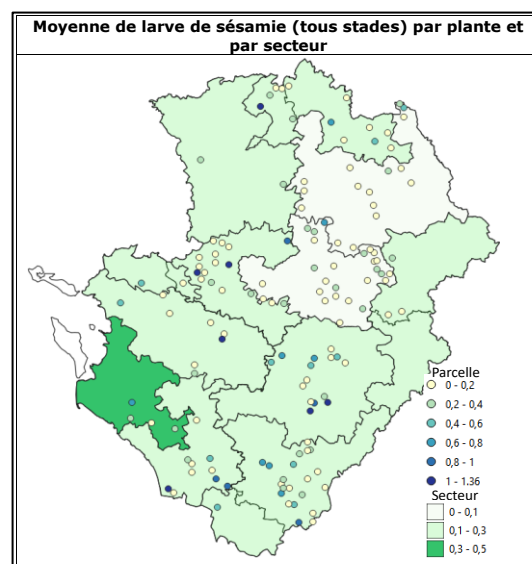 Moyenne de larve de sésamie (tous stades) par plante et
par secteur
Parcelle
0 - 0,2
0,2 - 0,4
0,4 - 0,6
0,6 - 0,8
0,8 - 1
1 - 1.36
Secteur
0 - 0,1
0,1 - 0,3
0,3 - 0,5